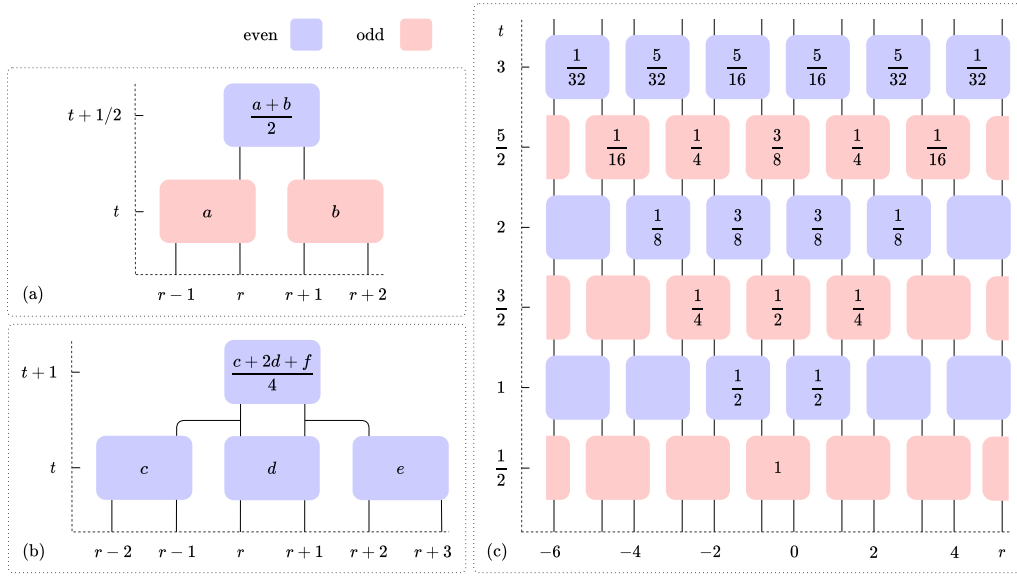 even odd
t + 1/2
a + b
2
t
a b
r − 1 r r + 1 r + 2
(a)
t + 1
c + 2d + f
4
t
c d e
r − 2 r − 1 r r + 1 r + 2 r + 3
(b)
t
3 1/32 5/32 5/16 5/16 5/32 1/32
5/2 1/16 1/4 3/8 1/4 1/16
2 1/8 3/8 3/8 1/8
3/2 1/4 1/2 1/4
1 1/2 1/2
1/2 1
−6 −4 −2 0 2 4 r
(c)